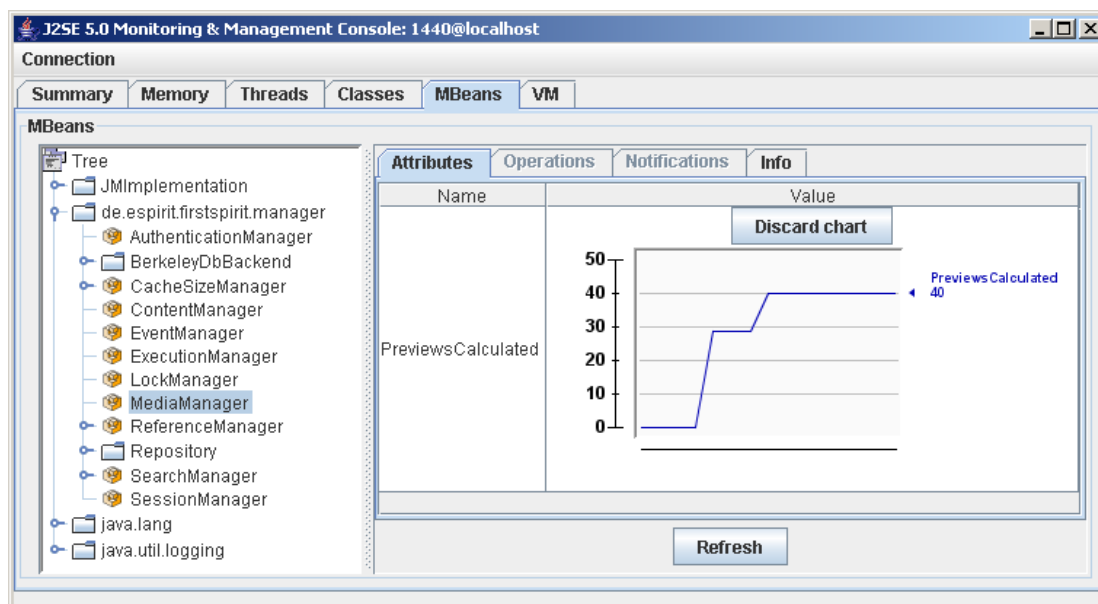 J2SE 5.0 Monitoring & Management Console: 1440@localhost
Connection
Summary Memory Threads Classes MBeans VM
MBeans
Tree
JMImplementation
de.espirit.firstspirit.manager
AuthenticationManager
BerkeleyDbBackend
CacheSizeManager
ContentManager
EventManager
ExecutionManager
LockManager
MediaManager
ReferenceManager
Repository
SearchManager
SessionManager
java.lang
java.util.logging
Attributes Operations Notifications Info
Name Value
Discard chart
PreviewsCalculated
50
40
30
20
10
0
PreviewsCalculated
40
Refresh